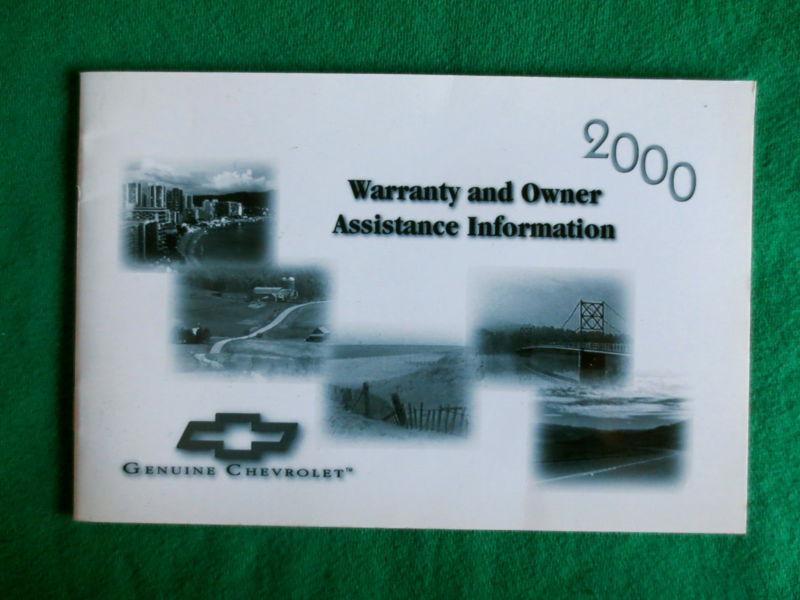 2000
Warranty and Owner
Assistance Information
GENUINE CHEVROLET™